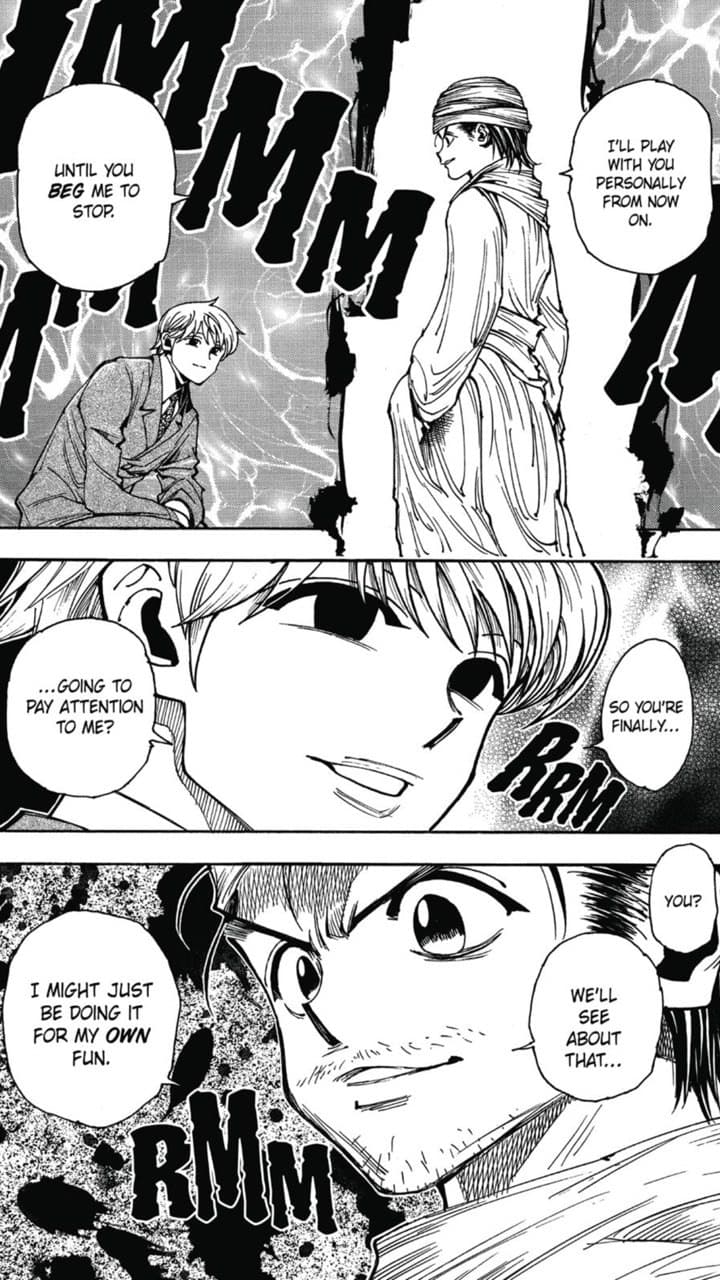 I'LL PLAY
WITH YOU
PERSONALLY
FROM NOW
ON.
UNTIL YOU
BEG ME TO
STOP.
MMMM
SO YOU'RE
FINALLY...
...GOING TO
PAY ATTENTION
TO ME?
RRM
YOU?
WE'LL
SEE
ABOUT
THAT...
I MIGHT JUST
BE DOING IT
FOR MY OWN
FUN.
RMM